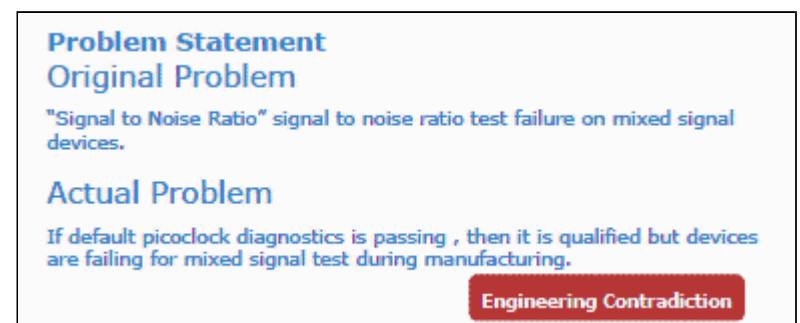 Problem Statement
Original Problem
"Signal to Noise Ratio" signal to noise ratio test failure on mixed signal
devices.
Actual Problem
If default picoclock diagnostics is passing , then it is qualified but devices
are failing for mixed signal test during manufacturing.
Engineering Contradiction